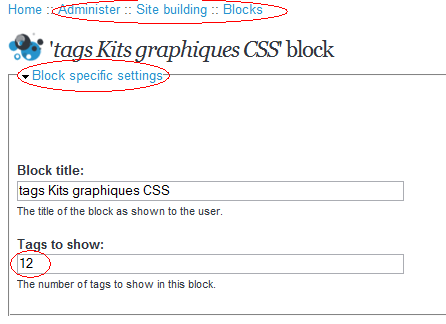 Home :: Administer :: Site building :: Blocks
'tags Kits graphiques CSS' block
Block specific settings
Block title:
tags Kits graphiques CSS
The title of the block as shown to the user.
Tags to show:
12
The number of tags to show in this block.